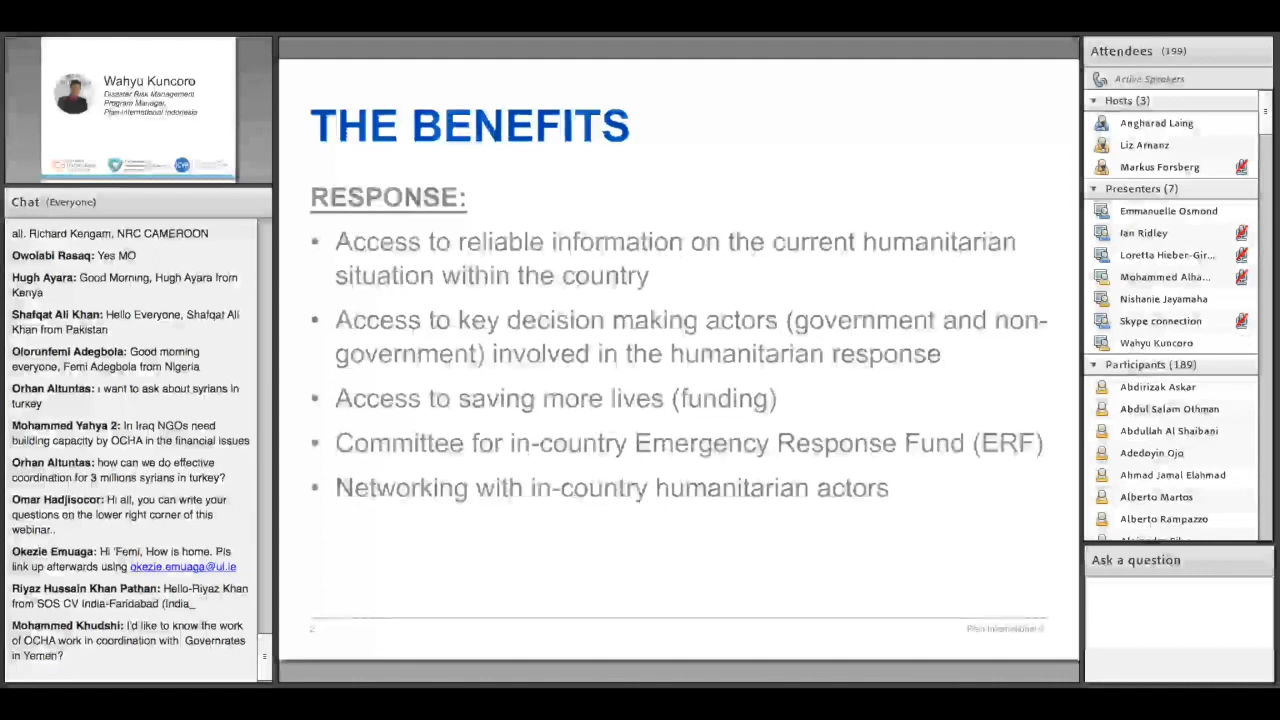 Wahyu Kuncoro
Disaster Risk Management
Program Manager,
Plan International Indonesia
Chat (Everyone)
all. Richard Kengam, NRC CAMEROON
Owolabi Rasaq: Yes MO
Hugh Ayara: Good Morning, Hugh Ayara from
Kenya
Shafqat Ali Khan: Hello Everyone, Shafqat Ali
Khan from Pakistan
Olorunfemi Adegbola: Good morning
everyone, Femi Adegbola from Nigeria
Orhan Altuntas: i want to ask about syrians in
turkey
Mohammed Yahya 2: In Iraq NGOs need
building capacity by OCHA in the financial issues
Orhan Altuntas: how can we do effective
coordination for 3 millions syrians in turkey?
Omar Hadjisocor: Hi all, you can write your
questions on the lower right corner of this
webinar..
Okezie Emuaga: Hi 'Femi, How is home. Pls
link up afterwards using okezie.emuaga@ul.ie
Riyaz Hussain Khan Pathan: Hello-Riyaz Khan
from SOS CV India-Faridabad (India_
Mohammed Khudshi: I'd like to know the work
of OCHA work in coordination with Governrates
in Yemen?
THE BENEFITS
RESPONSE:
• Access to reliable information on the current humanitarian
situation within the country
• Access to key decision making actors (government and non-
government) involved in the humanitarian response
• Access to saving more lives (funding)
• Committee for in-country Emergency Response Fund (ERF)
• Networking with in-country humanitarian actors
2
Plan International ©
Attendees (199)
Active Speakers
Hosts (3)
Angharad Laing
Liz Arnanz
Markus Forsberg
Presenters (7)
Emmanuelle Osmond
Ian Ridley
Loretta Hieber-Gir...
Mohammed Alha...
Nishanie Jayamaha
Skype connection
Wahyu Kuncoro
Participants (189)
Abdirizak Askar
Abdul Salam Othman
Abdullah Al Shaibani
Adedoyin Ojo
Ahmad Jamal Elahmad
Alberto Martos
Alberto Rampazzo
Ask a question